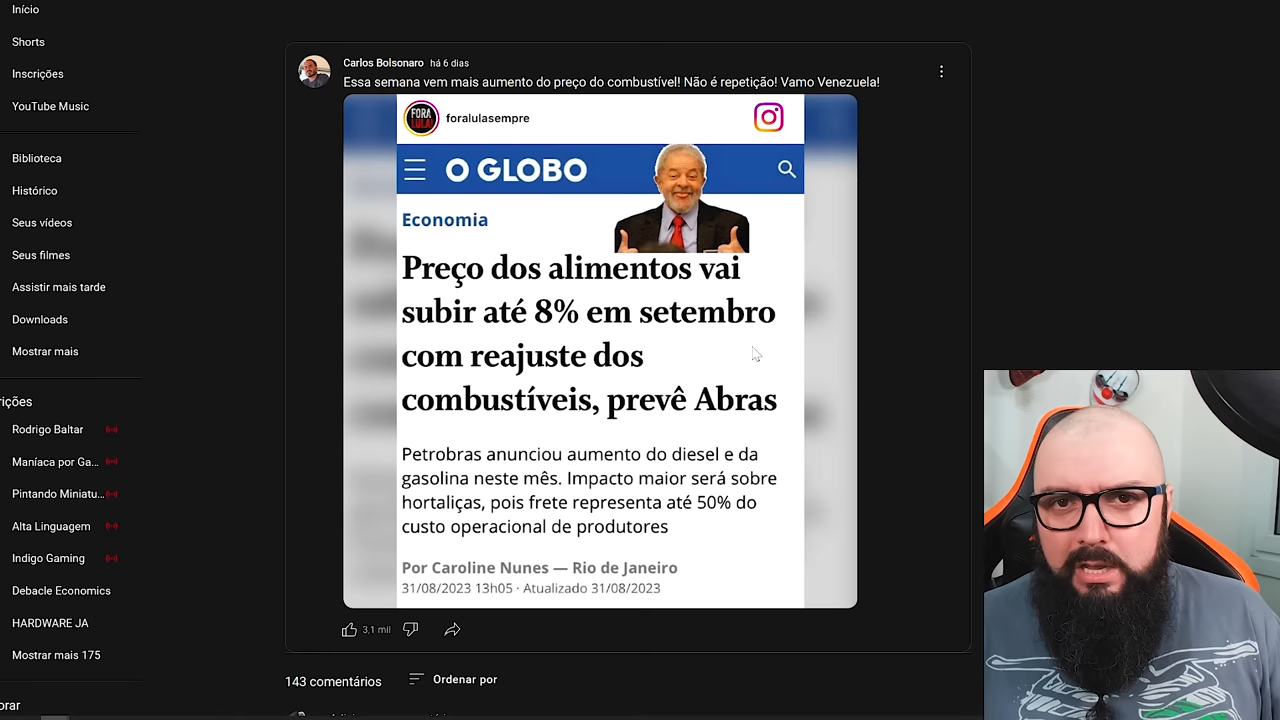 Início
Shorts
Inscrições
YouTube Music
Biblioteca
Histórico
Seus vídeos
Seus filmes
Assistir mais tarde
Downloads
Mostrar mais
rições
Rodrigo Baltar
Maníaca por Ga...
Pintando Miniatu...
Alta Linguagem
Indigo Gaming
Debacle Economics
HARDWARE JA
Mostrar mais 175
orar
Carlos Bolsonaro há 6 dias
Essa semana vem mais aumento do preço do combustível! Não é repetição! Vamo Venezuela!
FORA LULA!
foralulasempre
O GLOBO
Economia
Preço dos alimentos vai
subir até 8% em setembro
com reajuste dos
combustíveis, prevê Abras
Petrobras anunciou aumento do diesel e da
gasolina neste mês. Impacto maior será sobre
hortaliças, pois frete representa até 50% do
custo operacional de produtores
Por Caroline Nunes — Rio de Janeiro
31/08/2023 13h05 · Atualizado 31/08/2023
3,1 mil
143 comentários
Ordenar por